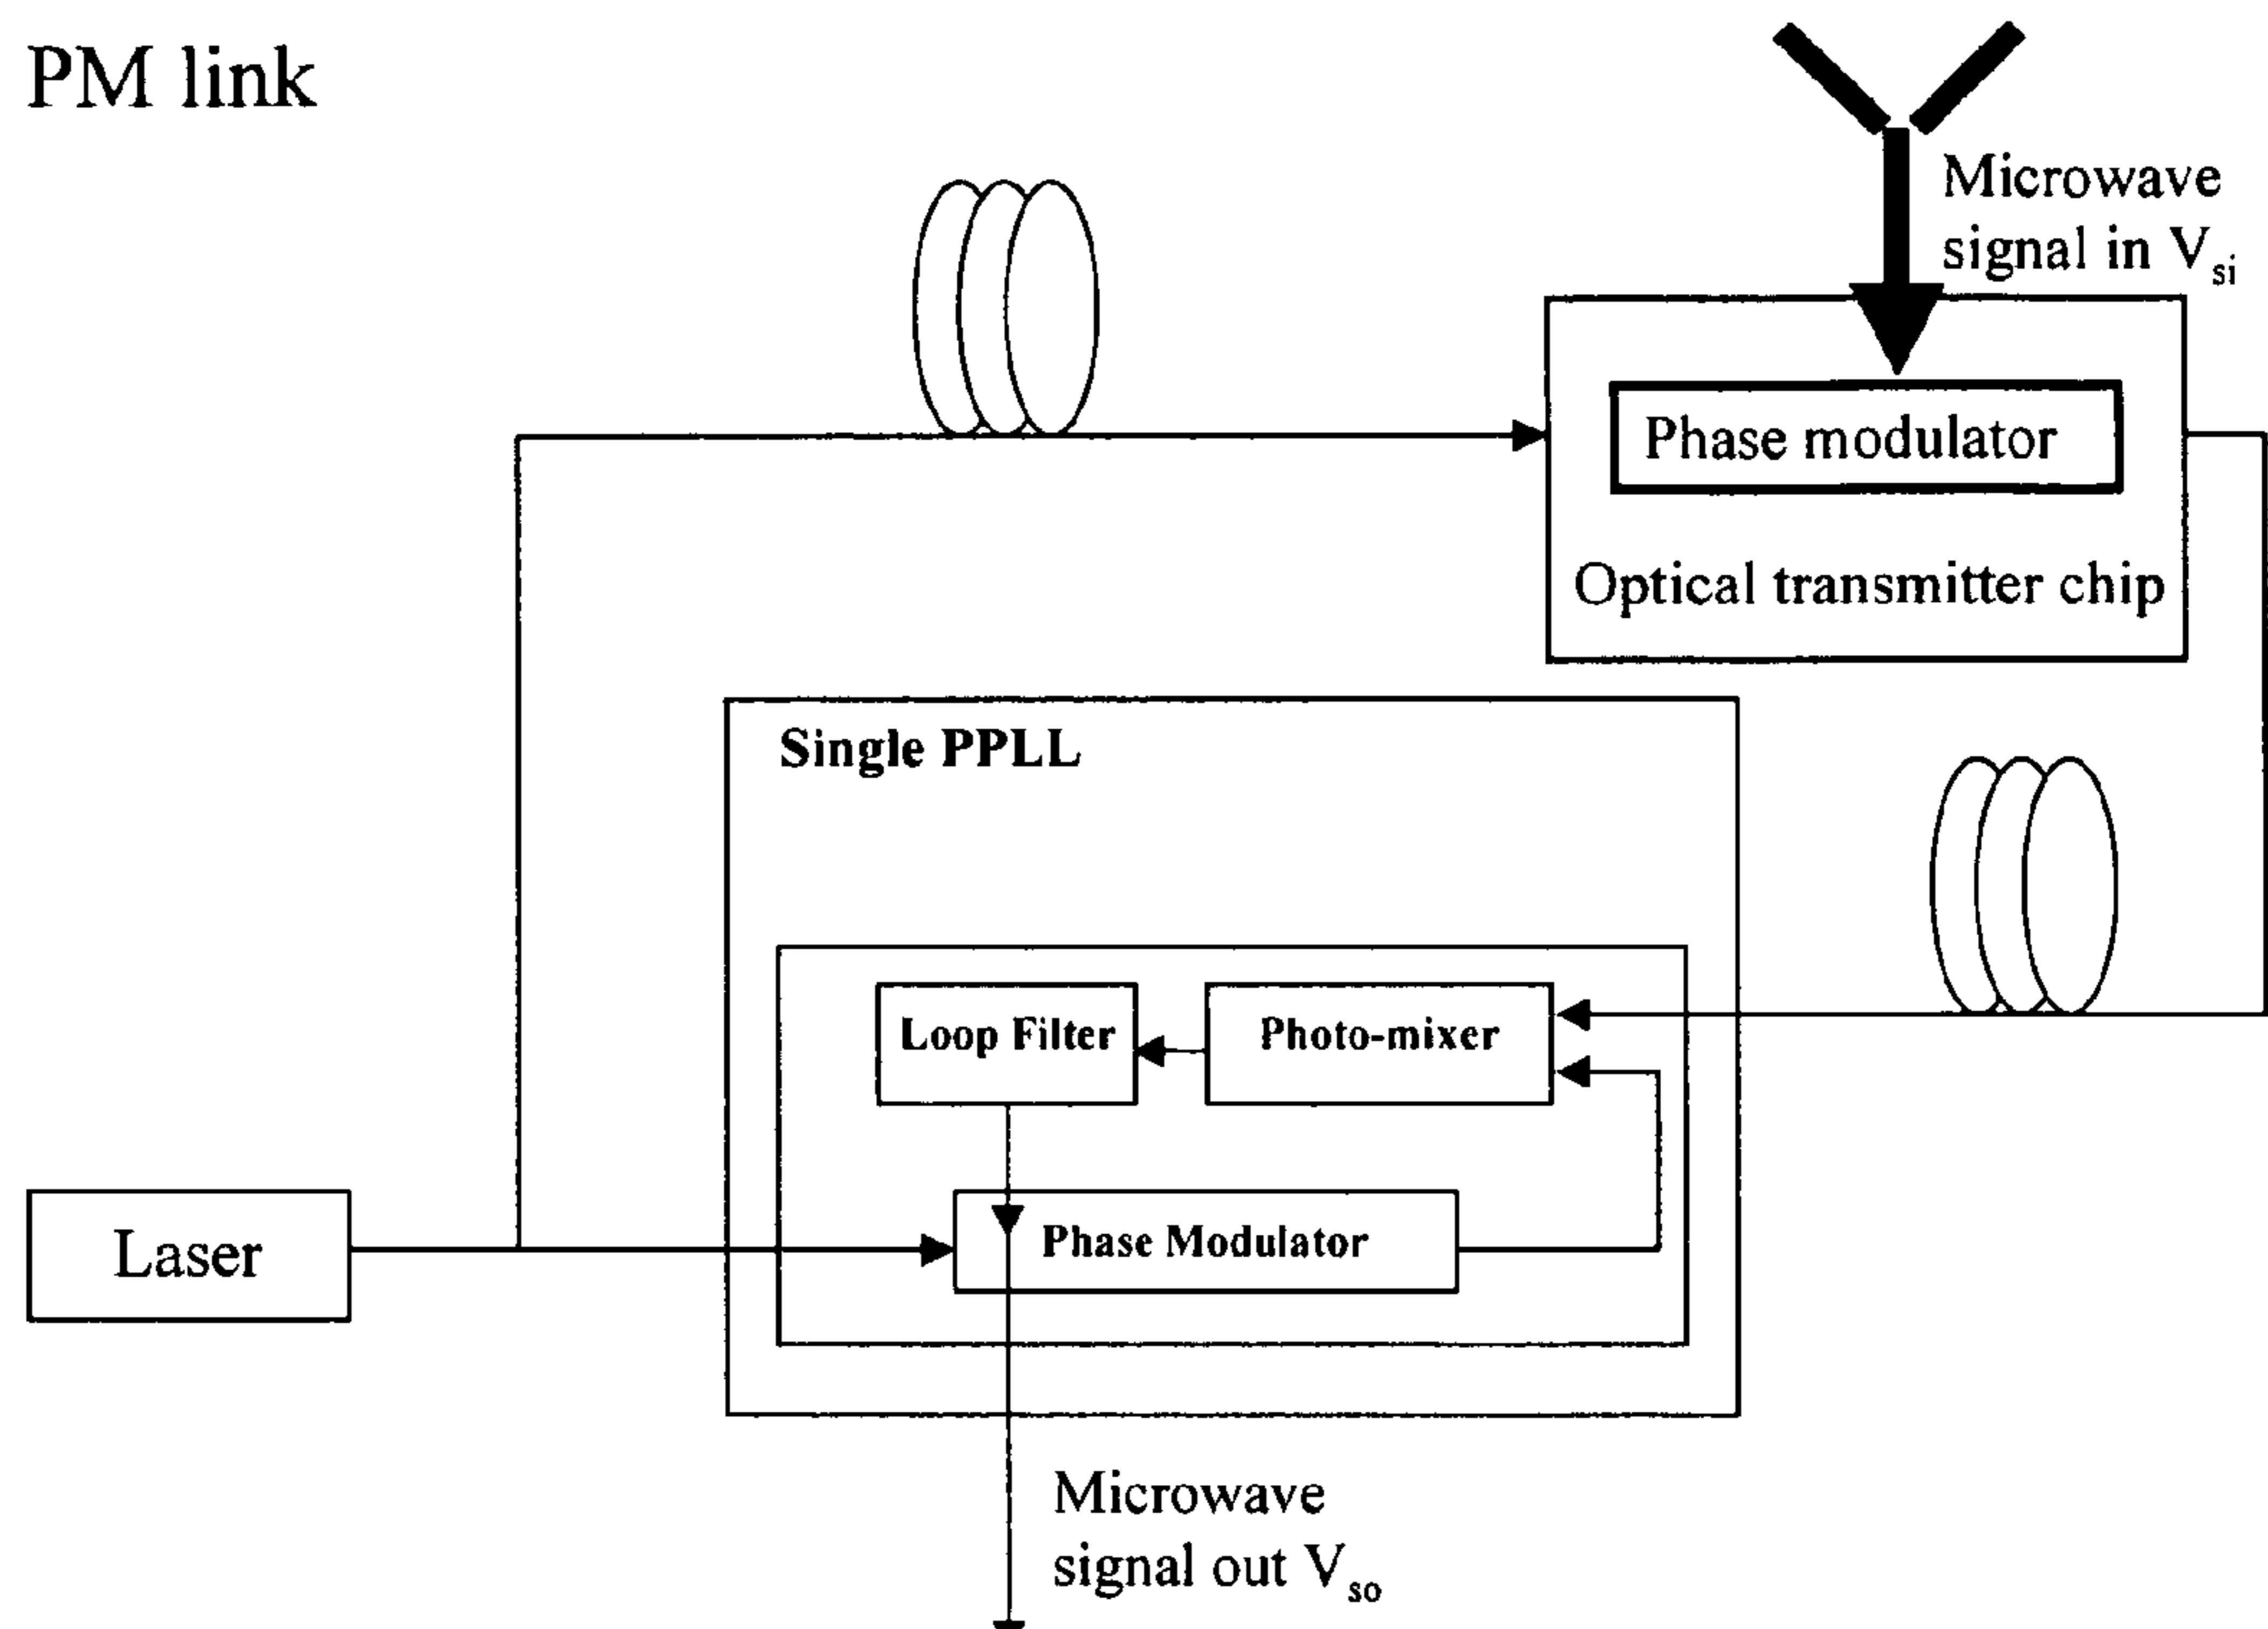 PM link
Microwave
signal in Vsi
Phase modulator
Optical transmitter chip
Single PPLL
Loop Filter
Photo-mixer
Phase Modulator
Laser
Microwave
signal out Vso